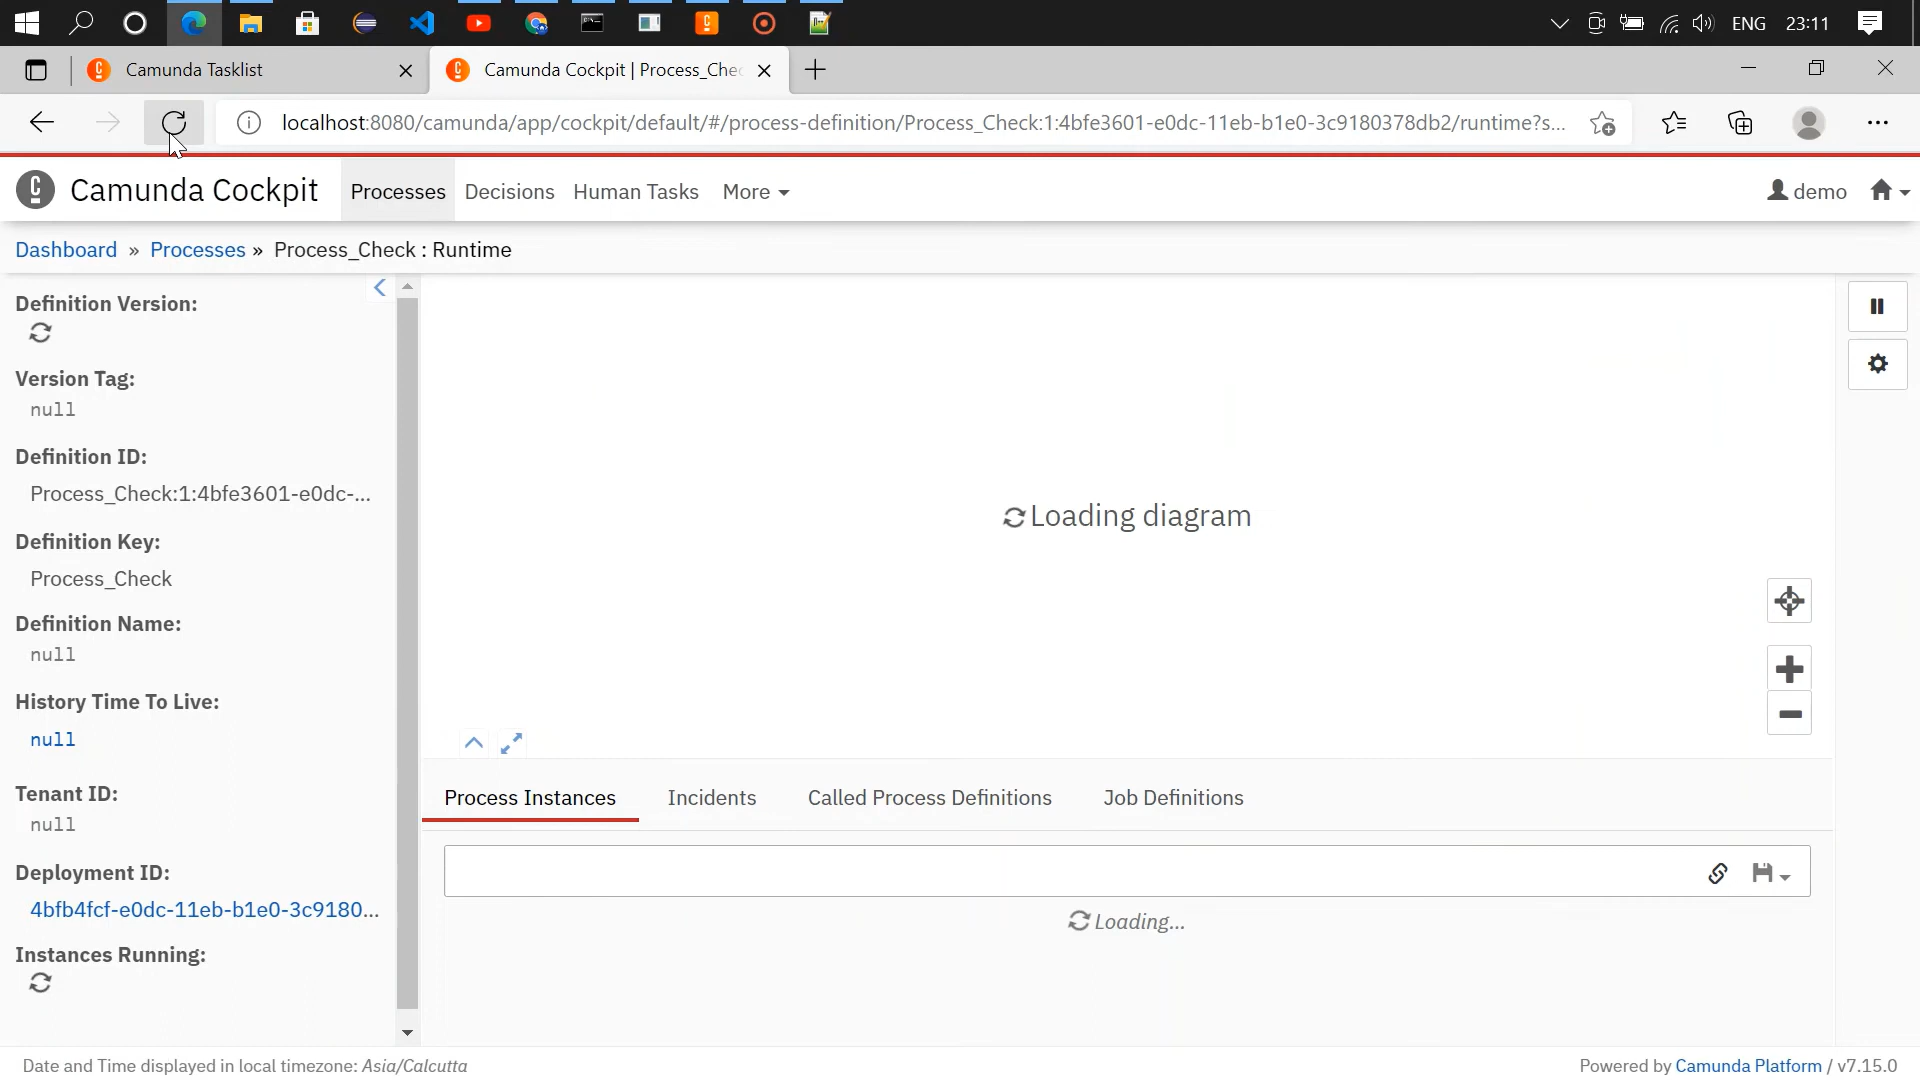 ENG 23:11
Camunda Tasklist
Camunda Cockpit | Process_Chec
localhost:8080/camunda/app/cockpit/default/#/process-definition/Process_Check:1:4bfe3601-e0dc-11eb-b1e0-3c9180378db2/runtime?s...
Camunda Cockpit Processes Decisions Human Tasks More demo
Dashboard » Processes » Process_Check : Runtime
Definition Version:
Version Tag:
null
Definition ID:
Process_Check:1:4bfe3601-e0dc-...
Definition Key:
Process_Check
Definition Name:
null
History Time To Live:
null
Tenant ID:
null
Deployment ID:
4bfb4fcf-e0dc-11eb-b1e0-3c9180...
Instances Running:
Loading diagram
Process Instances Incidents Called Process Definitions Job Definitions
Loading...
Date and Time displayed in local timezone: Asia/Calcutta
Powered by Camunda Platform / v7.15.0